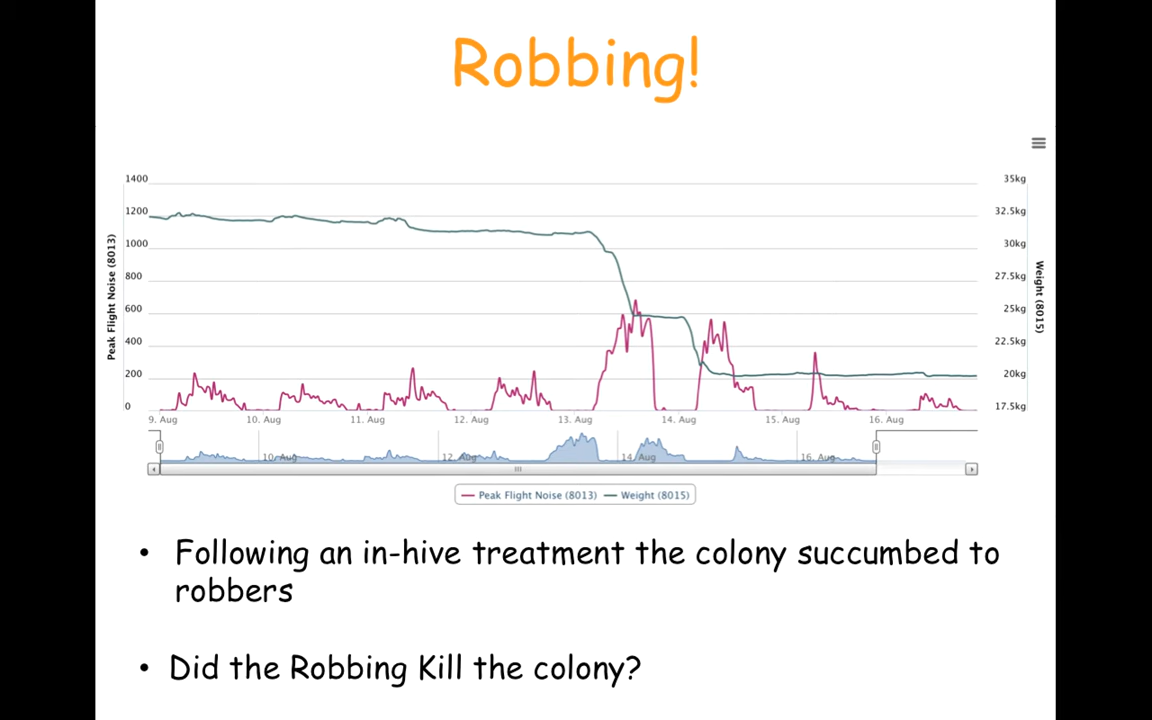 Robbing!
1400 35kg
1200 32.5kg
1000 30kg
800 27.5kg
600 25kg
400 22.5kg
200 20kg
0 17.5kg
Peak Flight Noise (8013)
Weight (8015)
9. Aug 10. Aug 11. Aug 12. Aug 13. Aug 14. Aug 15. Aug 16. Aug
10. Aug 12. Aug 14. Aug 16. Aug
Peak Flight Noise (8013) Weight (8015)
• Following an in-hive treatment the colony succumbed to
robbers
• Did the Robbing Kill the colony?